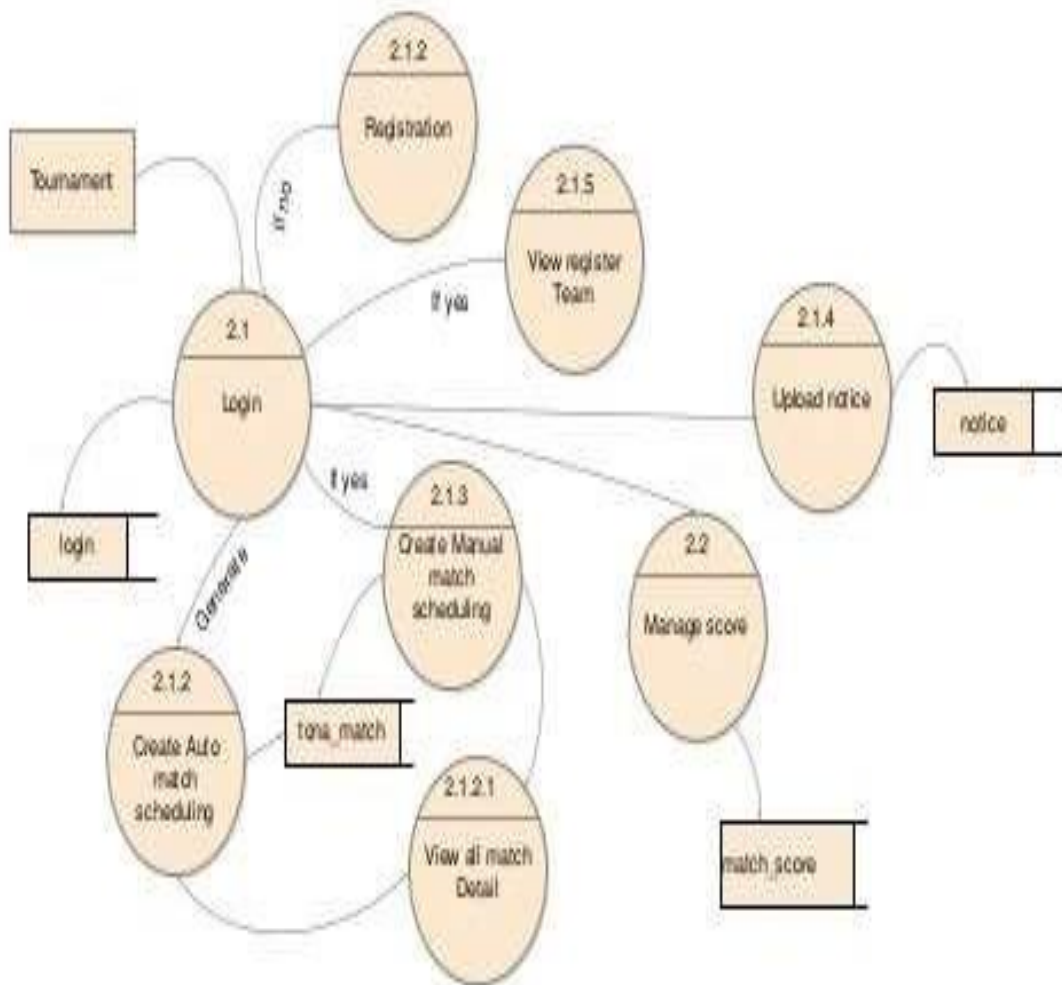 2.1.2
Registration
Tournament
If no
2.1.5
View register
Team
If yes
2.1
Login
2.1.4
Upload notice
notice
If yes
2.1.3
Create Manual
match
scheduling
login
2.2
Manage score
Generate
2.1.2
Create Auto
match
scheduling
tona_match
2.1.2.1
View all match
Detail
match_score